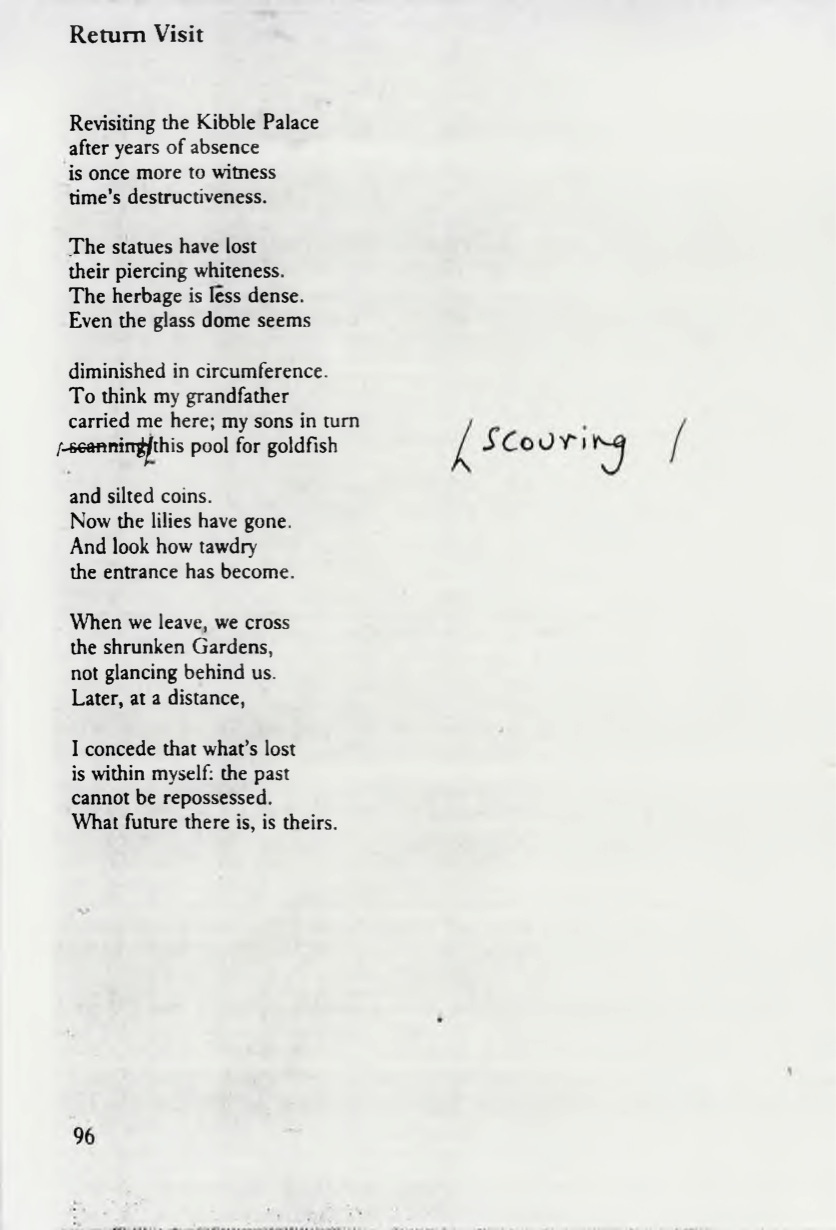 Return Visit
Revisiting the Kibble Palace
after years of absence
is once more to witness
time's destructiveness.
The statues have lost
their piercing whiteness.
The herbage is less dense.
Even the glass dome seems
diminished in circumference.
To think my grandfather
carried me here; my sons in turn
scanning this pool for goldfish
scouring
and silted coins.
Now the lilies have gone.
And look how tawdry
the entrance has become.
When we leave, we cross
the shrunken Gardens,
not glancing behind us.
Later, at a distance,
I concede that what's lost
is within myself: the past
cannot be repossessed.
What future there is, is theirs.
96